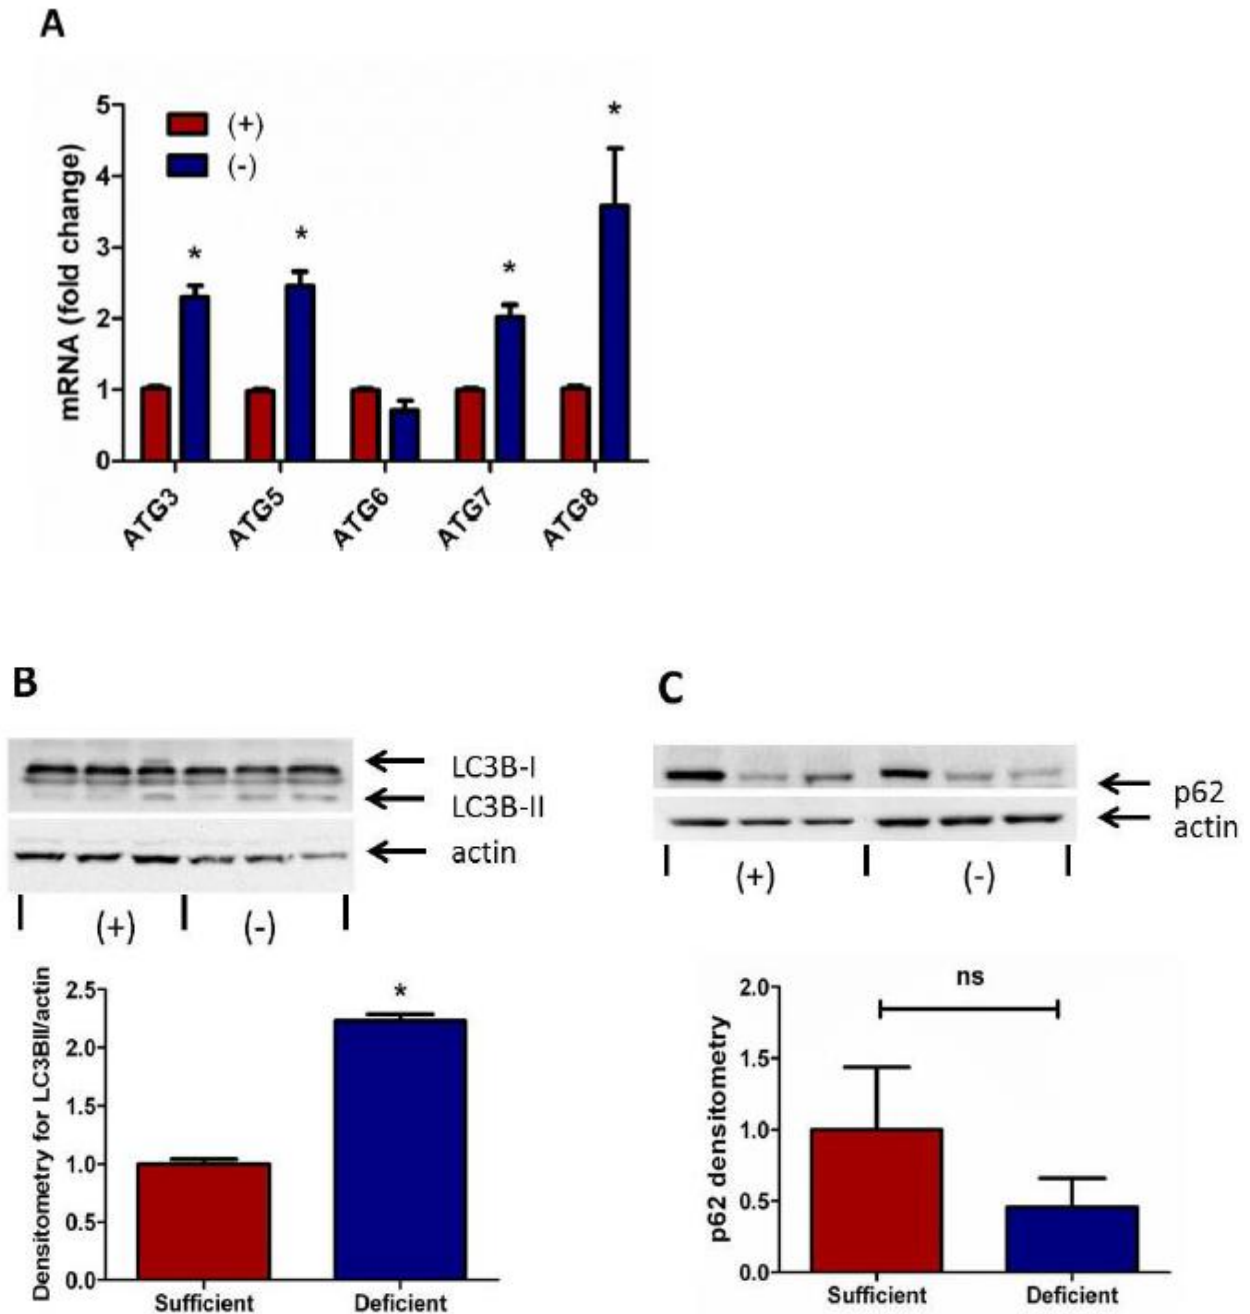 A
5
4
3
2
1
0
mRNA (fold change)
(+)
(-)
*
*
*
*
ATG3
ATG5
ATG6
ATG7
ATG8
B
LC3B-I
LC3B-II
actin
(+)
(-)
Densitometry for LC3BII/actin
2.5
2.0
1.5
1.0
0.5
0.0
*
Sufficient
Deficient
C
p62
actin
(+)
(-)
p62 densitometry
2.0
1.5
1.0
0.5
0.0
ns
Sufficient
Deficient